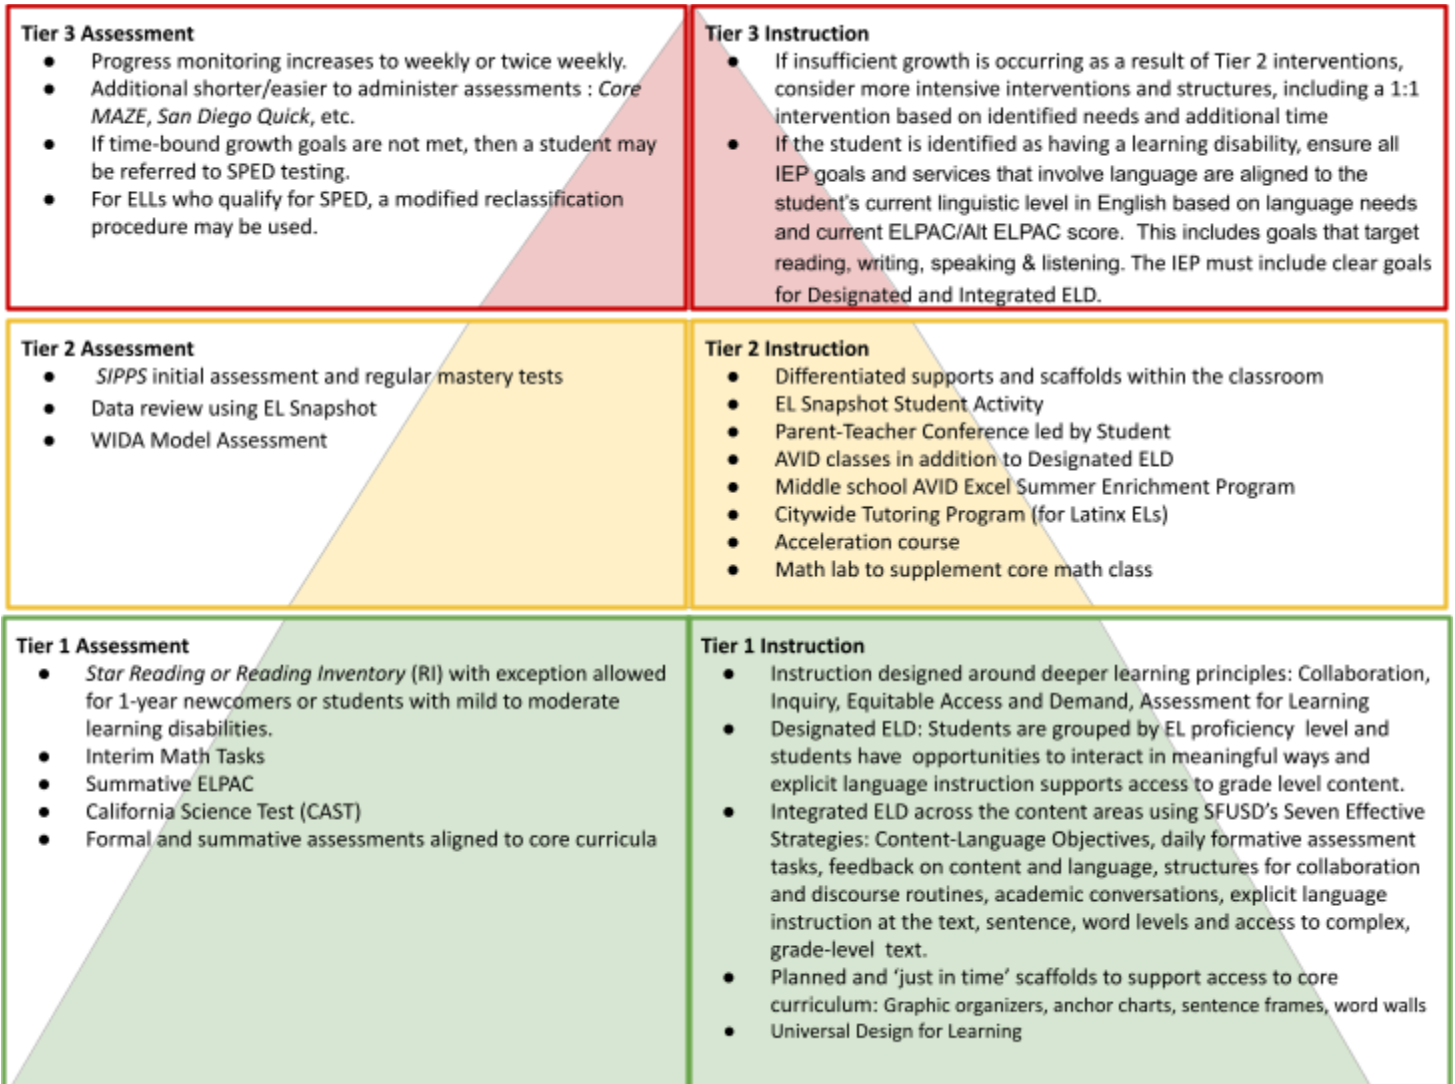 Tier 3 Assessment
● Progress monitoring increases to weekly or twice weekly.
● Additional shorter/easier to administer assessments : Core
MAZE, San Diego Quick, etc.
● If time-bound growth goals are not met, then a student may
be referred to SPED testing.
● For ELLs who qualify for SPED, a modified reclassification
procedure may be used.
Tier 3 Instruction
● If insufficient growth is occurring as a result of Tier 2 interventions,
consider more intensive interventions and structures, including a 1:1
intervention based on identified needs and additional time
● If the student is identified as having a learning disability, ensure all
IEP goals and services that involve language are aligned to the
student's current linguistic level in English based on language needs
and current ELPAC/Alt ELPAC score.  This includes goals that target
reading, writing, speaking & listening. The IEP must include clear goals
for Designated and Integrated ELD.
Tier 2 Assessment
● SIPPS initial assessment and regular mastery tests
● Data review using EL Snapshot
● WIDA Model Assessment
Tier 2 Instruction
● Differentiated supports and scaffolds within the classroom
● EL Snapshot Student Activity
● Parent-Teacher Conference led by Student
● AVID classes in addition to Designated ELD
● Middle school AVID Excel Summer Enrichment Program
● Citywide Tutoring Program (for Latinx ELs)
● Acceleration course
● Math lab to supplement core math class
Tier 1 Assessment
● Star Reading or Reading Inventory (RI) with exception allowed
for 1-year newcomers or students with mild to moderate
learning disabilities.
● Interim Math Tasks
● Summative ELPAC
● California Science Test (CAST)
● Formal and summative assessments aligned to core curricula
Tier 1 Instruction
● Instruction designed around deeper learning principles: Collaboration,
Inquiry, Equitable Access and Demand, Assessment for Learning
● Designated ELD: Students are grouped by EL proficiency  level and
students have  opportunities to interact in meaningful ways and
explicit language instruction supports access to grade level content.
● Integrated ELD across the content areas using SFUSD's Seven Effective
Strategies: Content-Language Objectives, daily formative assessment
tasks, feedback on content and language, structures for collaboration
and discourse routines, academic conversations, explicit language
instruction at the text, sentence, word levels and access to complex,
grade-level  text.
● Planned and 'just in time' scaffolds to support access to core
curriculum: Graphic organizers, anchor charts, sentence frames, word walls
● Universal Design for Learning